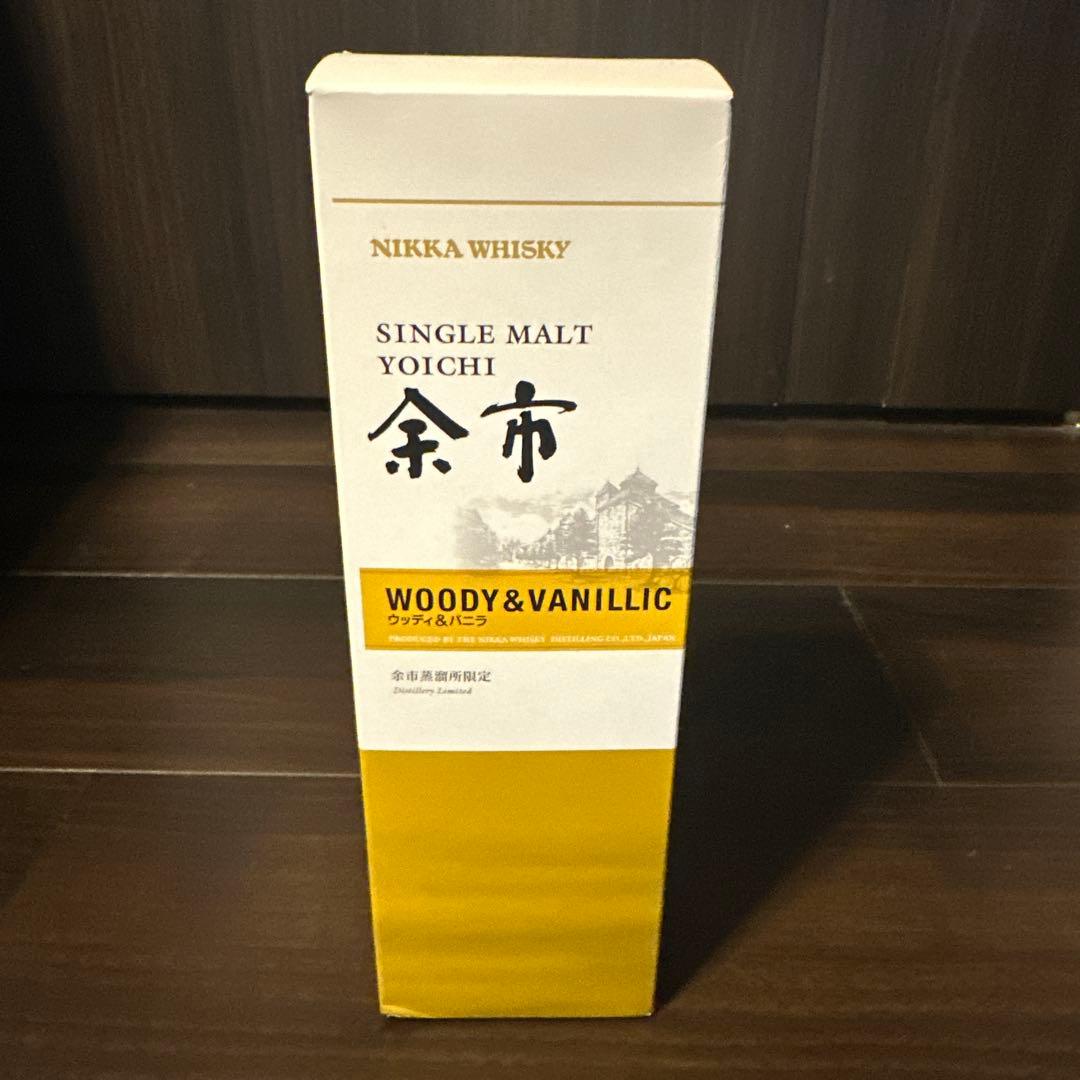 NIKKA WHISKY
SINGLE MALT
YOICHI
余市
WOODY&VANILLIC
ウッディ&バニラ
PRODUCED BY THE NIKKA WHISKY DISTILLING CO.,LTD.,JAPAN
余市蒸溜所限定
Distillery Limited